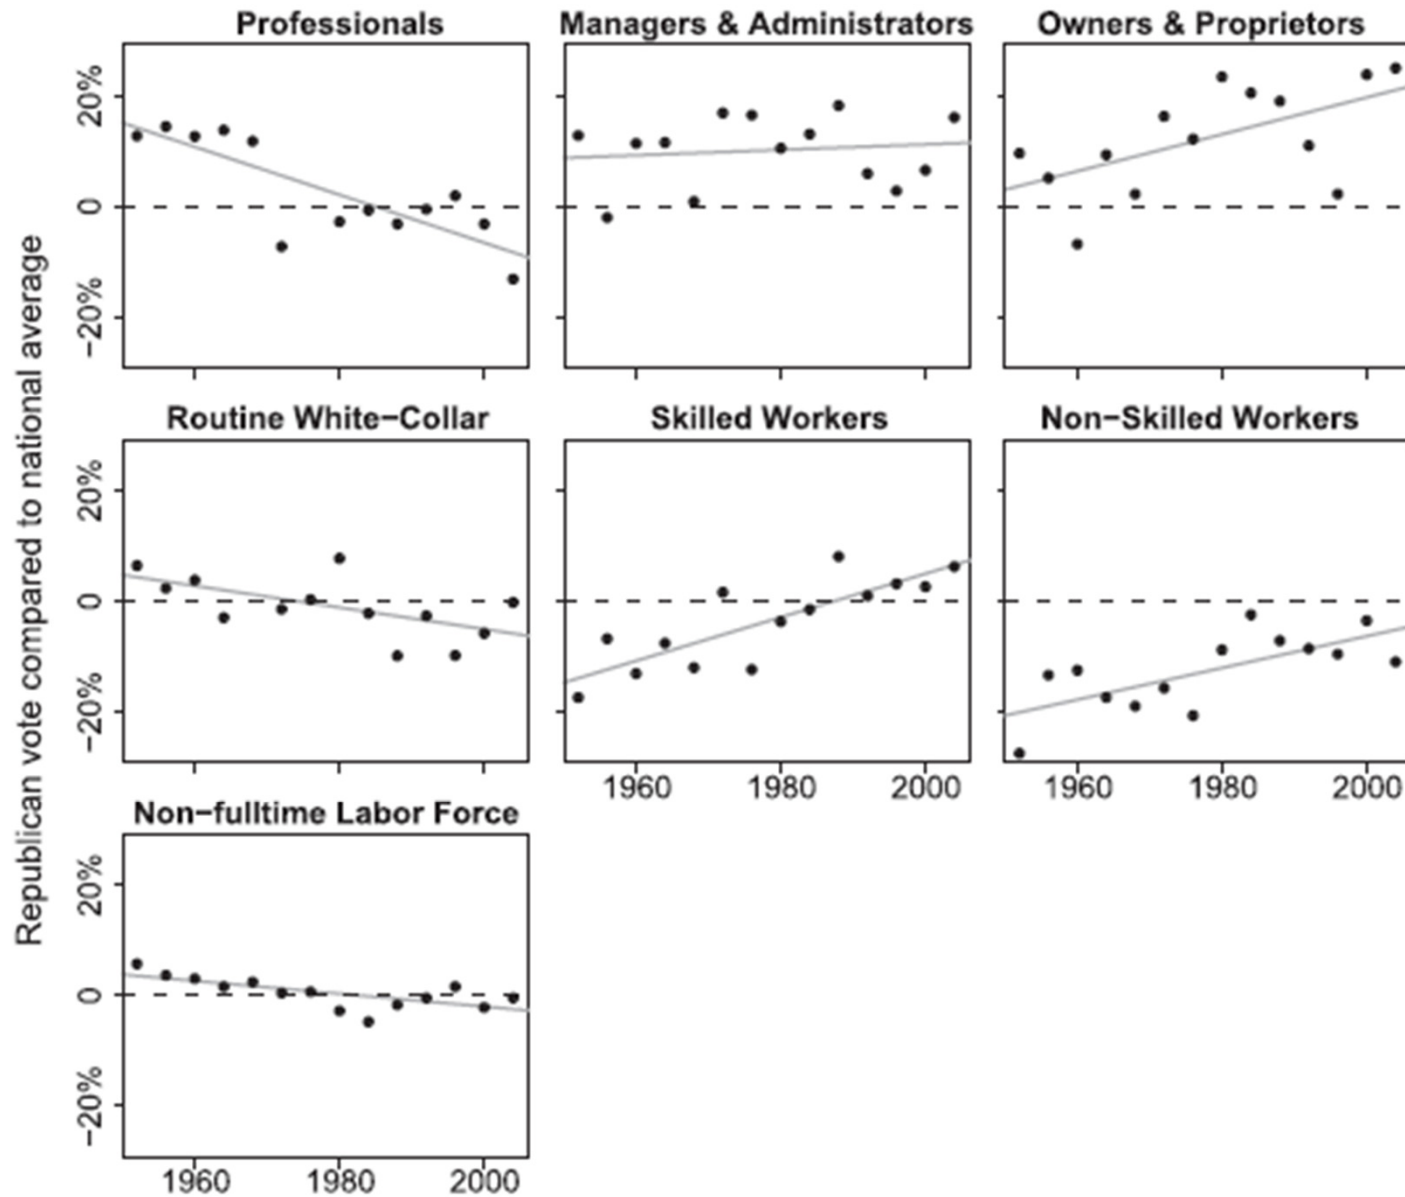 Professionals
Managers & Administrators
Owners & Proprietors
Republican vote compared to national average
20%
0
−20%
Routine White−Collar
Skilled Workers
Non−Skilled Workers
20%
0
−20%
1960 1980 2000
1960 1980 2000
Non−fulltime Labor Force
20%
0
−20%
1960 1980 2000